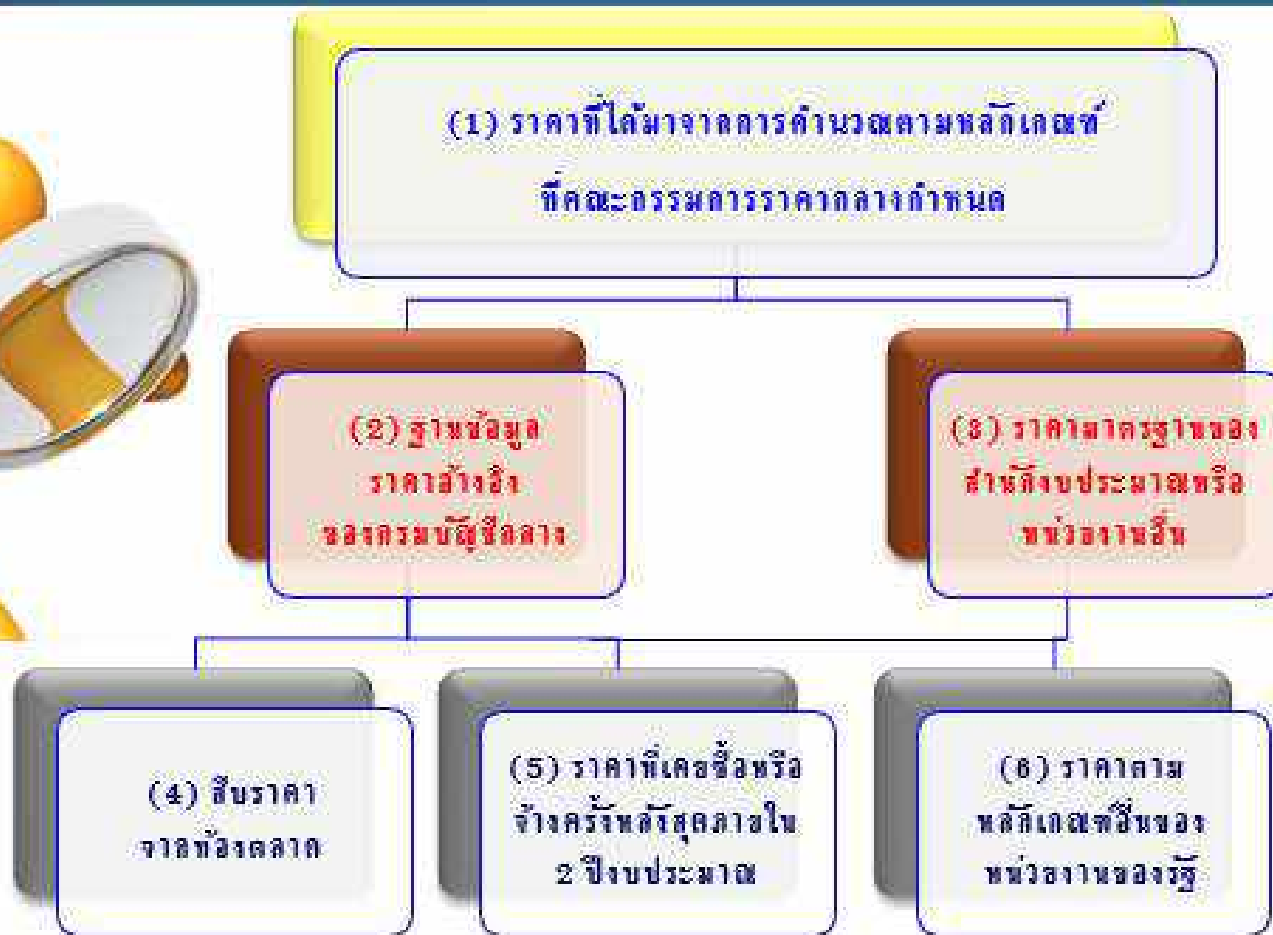 (1) ราคาที่ได้มาจากการคำนวณตามหลักเกณฑ์
ที่คณะกรรมการราคากลางกำหนด
(2) ฐานข้อมูล
ราคาอ้างอิง
ของกรมบัญชีกลาง
(3) ราคามาตรฐานของ
สำนักงบประมาณหรือ
หน่วยงานอื่น
(4) สืบราคา
จากท้องตลาด
(5) ราคาที่เคยซื้อหรือ
จ้างครั้งหลังสุดภายใน
2 ปีงบประมาณ
(6) ราคาตาม
หลักเกณฑ์อื่นของ
หน่วยงานของรัฐ